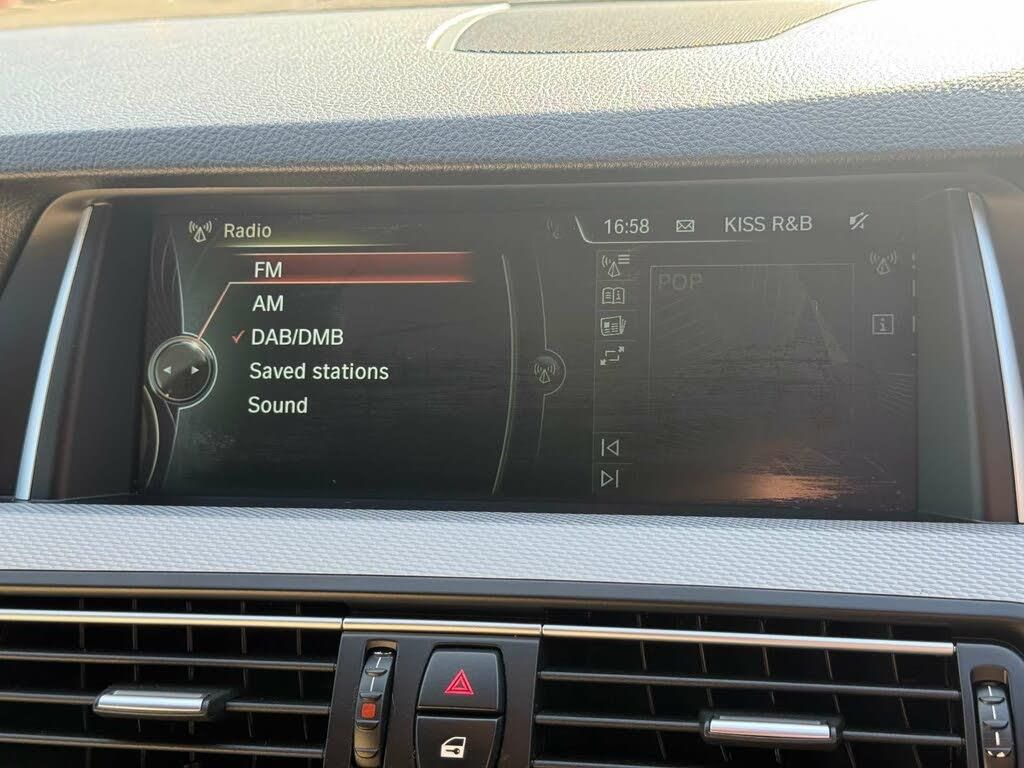 Radio
FM
AM
DAB/DMB
Saved stations
Sound
16:58
KISS R&B
POP